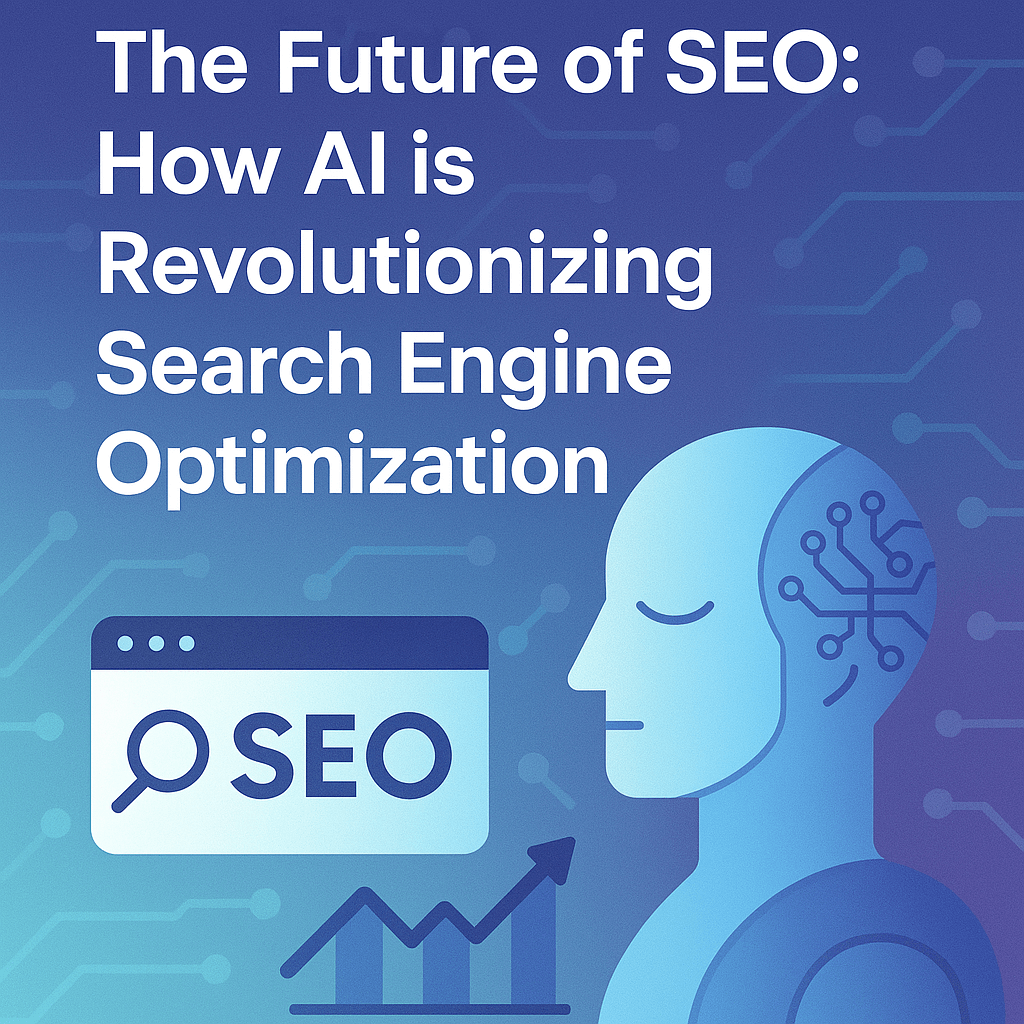 The Future of SEO:
How AI is
Revolutionizing
Search Engine
Optimization
SEO